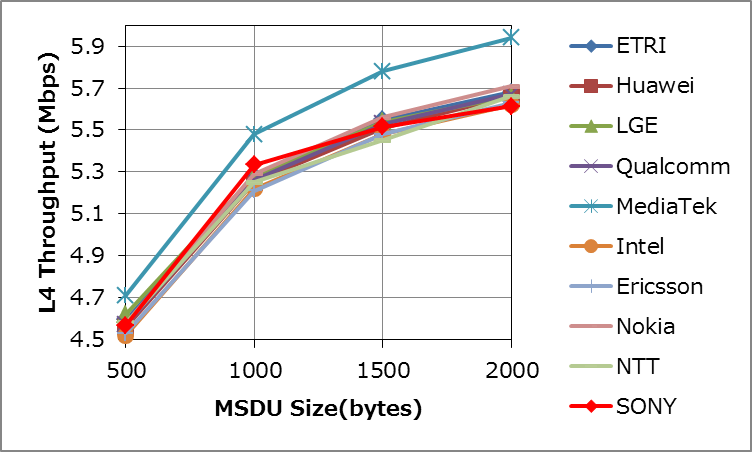 L4 Throughput (Mbps)
5.9
5.7
5.5
5.3
5.1
4.9
4.7
4.5
500 1000 1500 2000
MSDU Size(bytes)
ETRI
Huawei
LGE
Qualcomm
MediaTek
Intel
Ericsson
Nokia
NTT
SONY